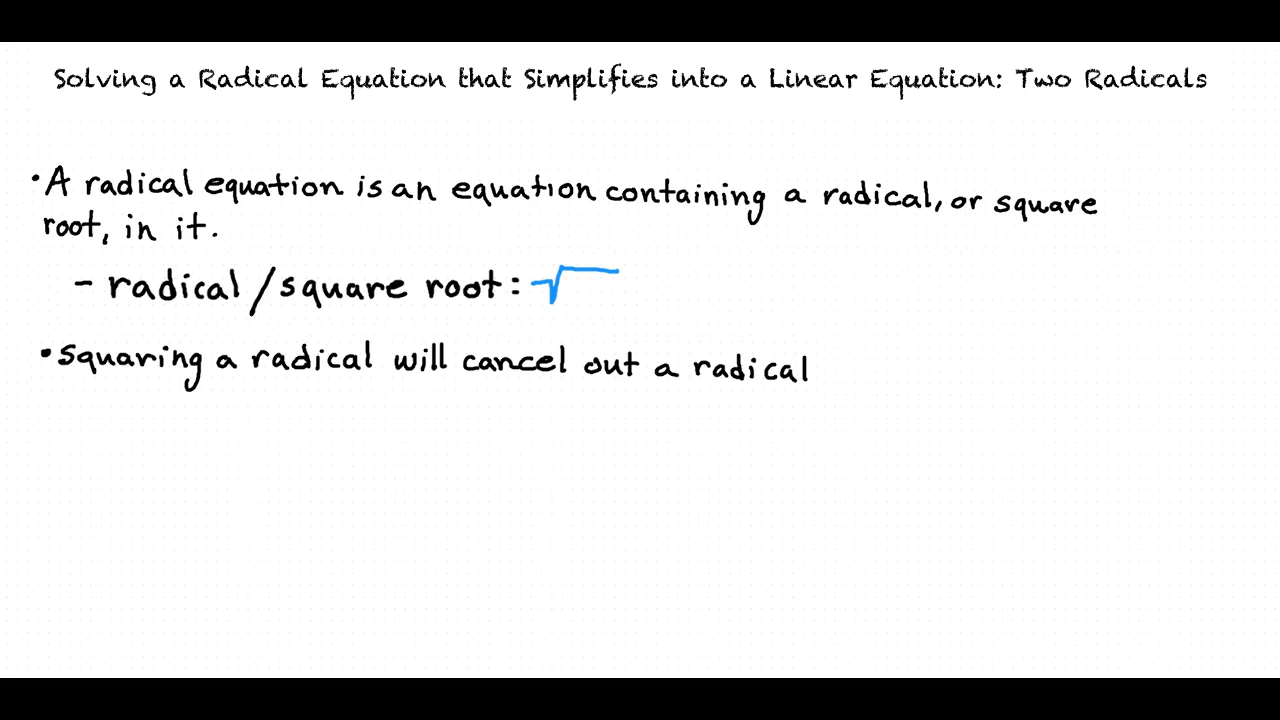 Solving a Radical Equation that Simplifies into a Linear Equation: Two Radicals
• A radical equation is an equation containing a radical, or square
root, in it.
- radical/square root: √
• Squaring a radical will cancel out a radical